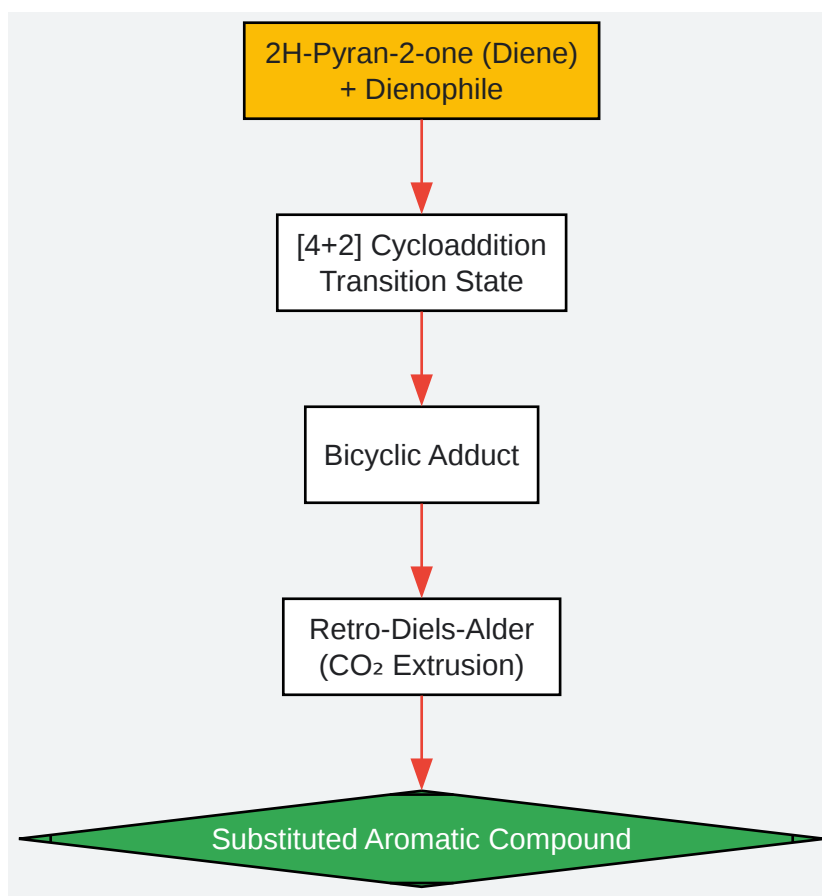 2H-Pyran-2-one (Diene)
+ Dienophile
[4+2] Cycloaddition
Transition State
Bicyclic Adduct
Retro-Diels-Alder
(CO₂ Extrusion)
Substituted Aromatic Compound